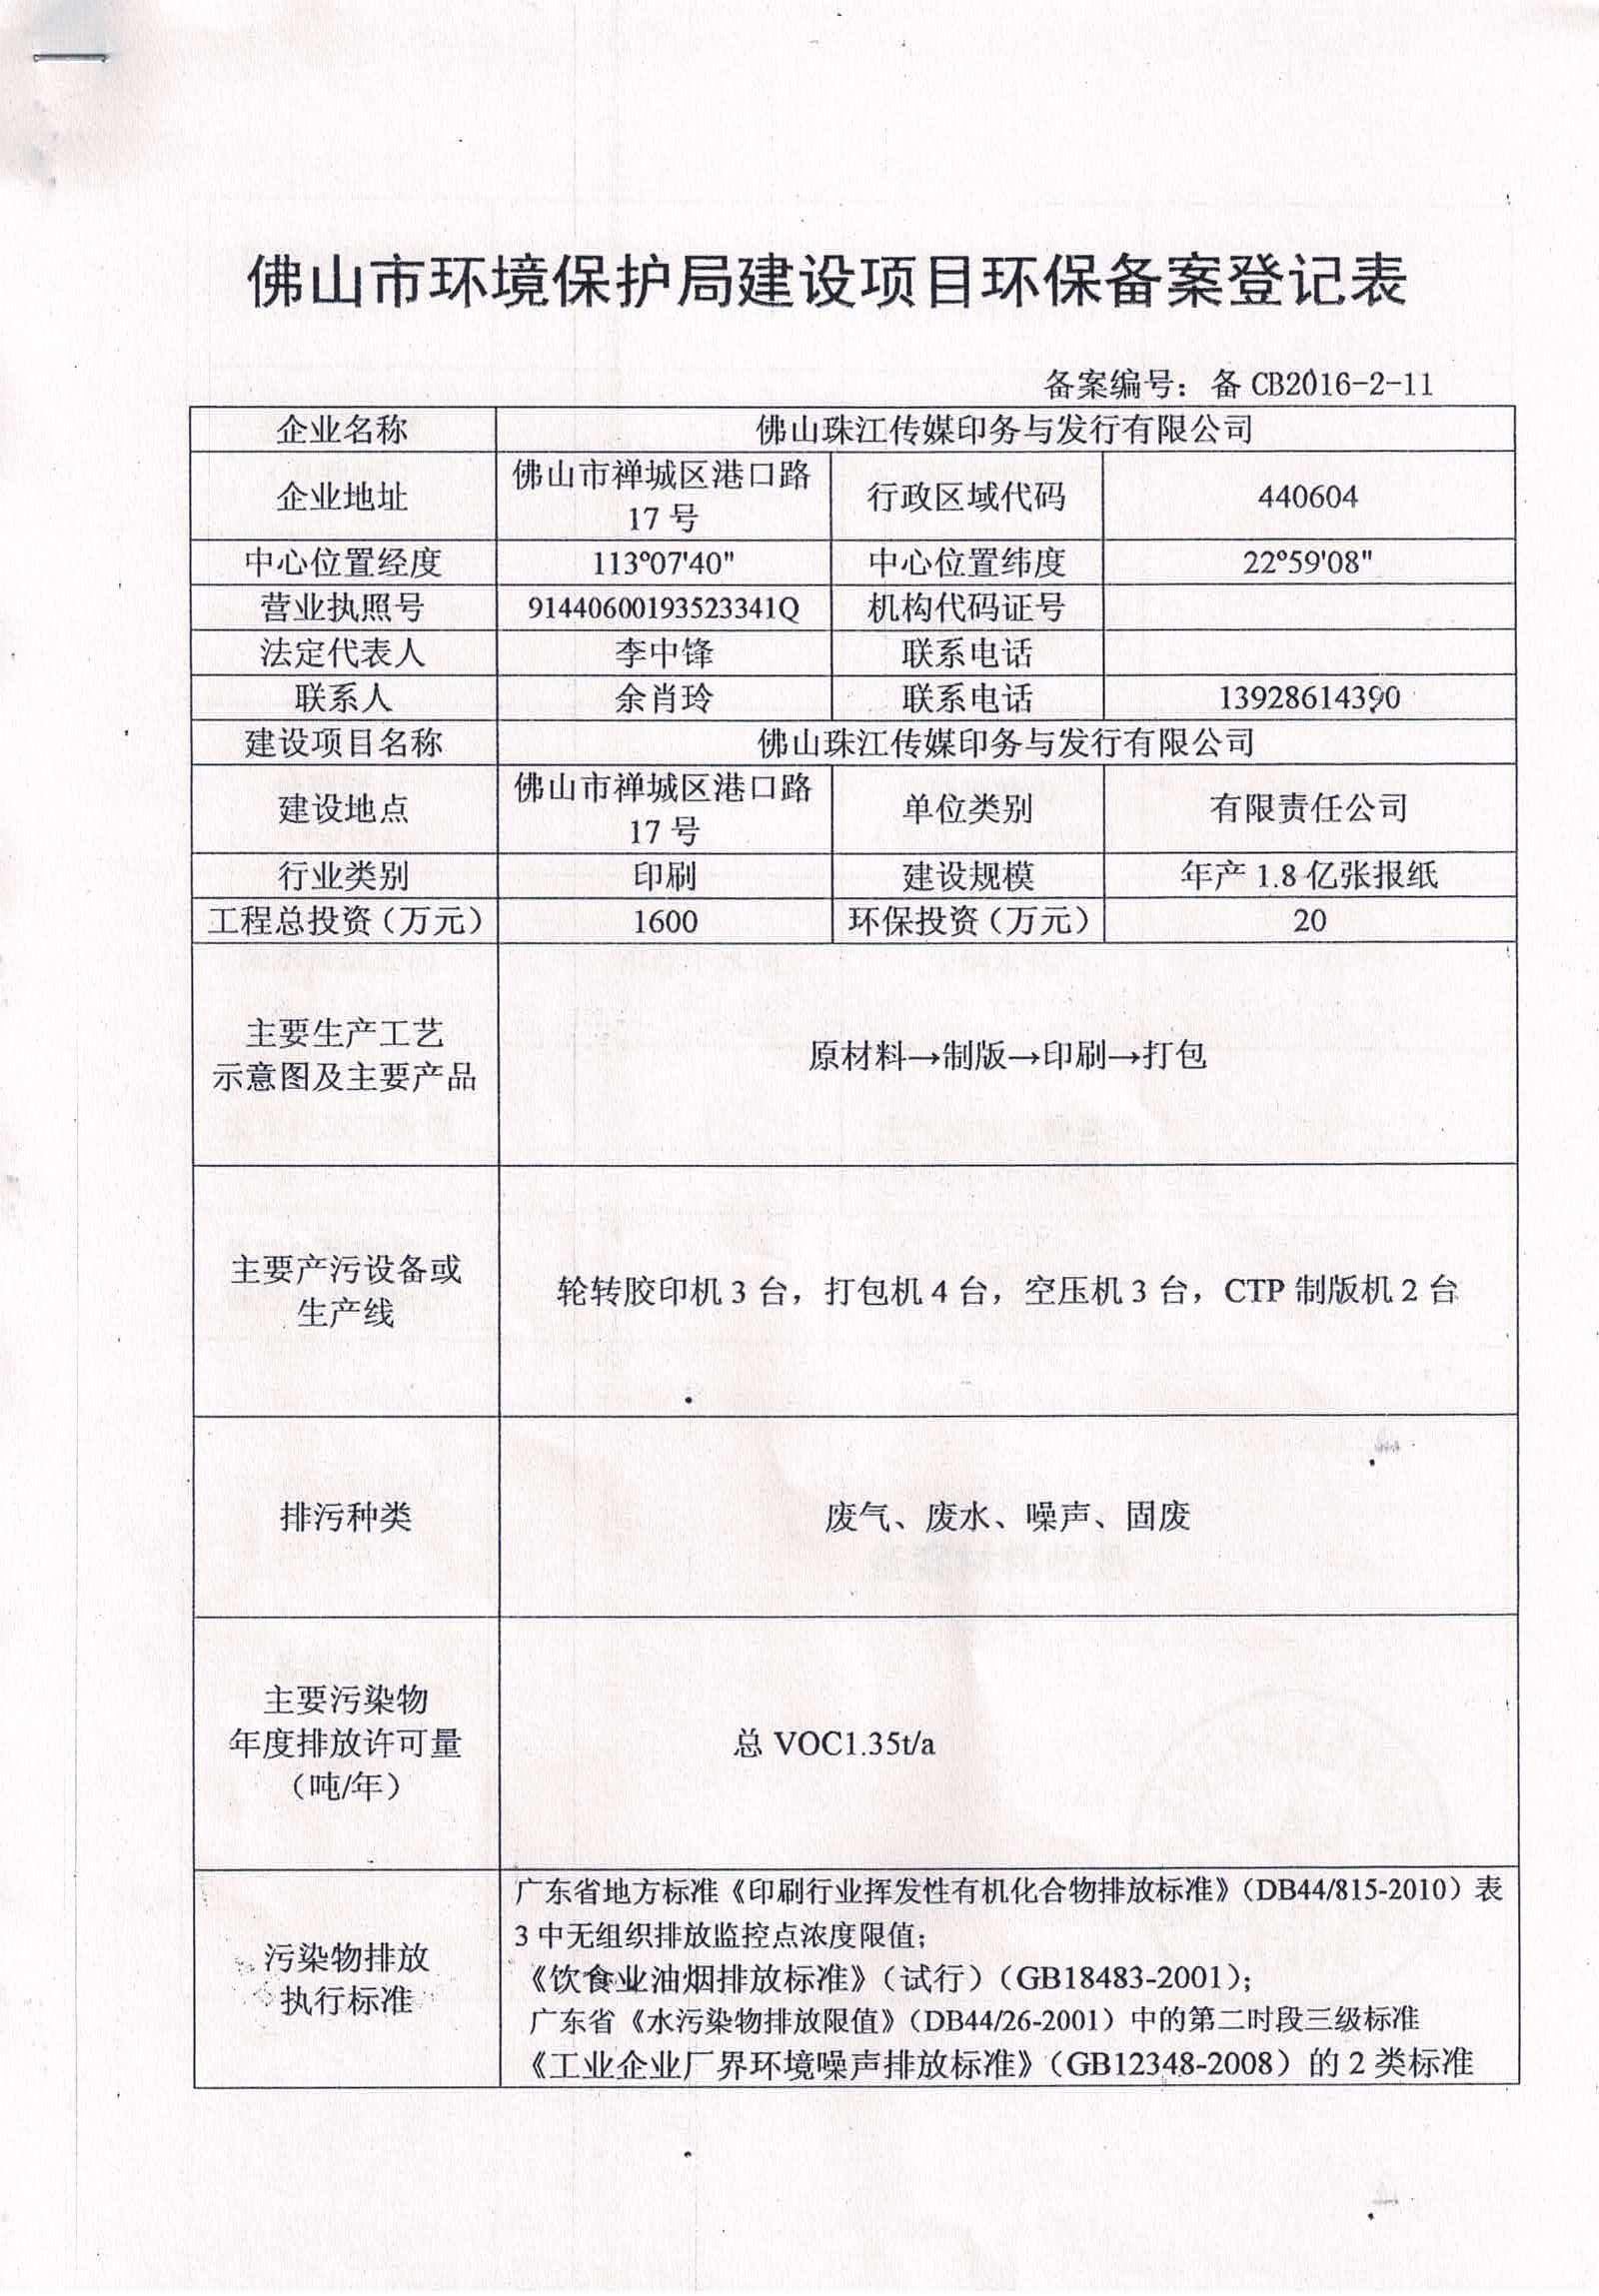 佛山市环境保护局建设项目环保备案登记表
备案编号：备 CB2016-2-11
企业名称 佛山珠江传媒印务与发行有限公司
企业地址 佛山市禅城区港口路 17 号 行政区域代码 440604
中心位置经度 113°07'40" 中心位置纬度 22°59'08"
营业执照号 91440600193523341Q 机构代码证号
法定代表人 李中锋 联系电话
联系人 余肖玲 联系电话 13928614390
建设项目名称 佛山珠江传媒印务与发行有限公司
建设地点 佛山市禅城区港口路 17 号 单位类别 有限责任公司
行业类别 印刷 建设规模 年产 1.8 亿张报纸
工程总投资（万元） 1600 环保投资（万元） 20
主要生产工艺
示意图及主要产品
原材料→制版→印刷→打包
主要产污设备或
生产线
轮转胶印机 3 台，打包机 4 台，空压机 3 台，CTP 制版机 2 台
排污种类 废气、废水、噪声、固废
主要污染物
年度排放许可量
（吨/年）
总 VOC1.35t/a
污染物排放
执行标准
广东省地方标准《印刷行业挥发性有机化合物排放标准》（DB44/815-2010）表
3 中无组织排放监控点浓度限值；
《饮食业油烟排放标准》（试行）（GB18483-2001）；
广东省《水污染物排放限值》（DB44/26-2001）中的第二时段三级标准
《工业企业厂界环境噪声排放标准》（GB12348-2008）的 2 类标准